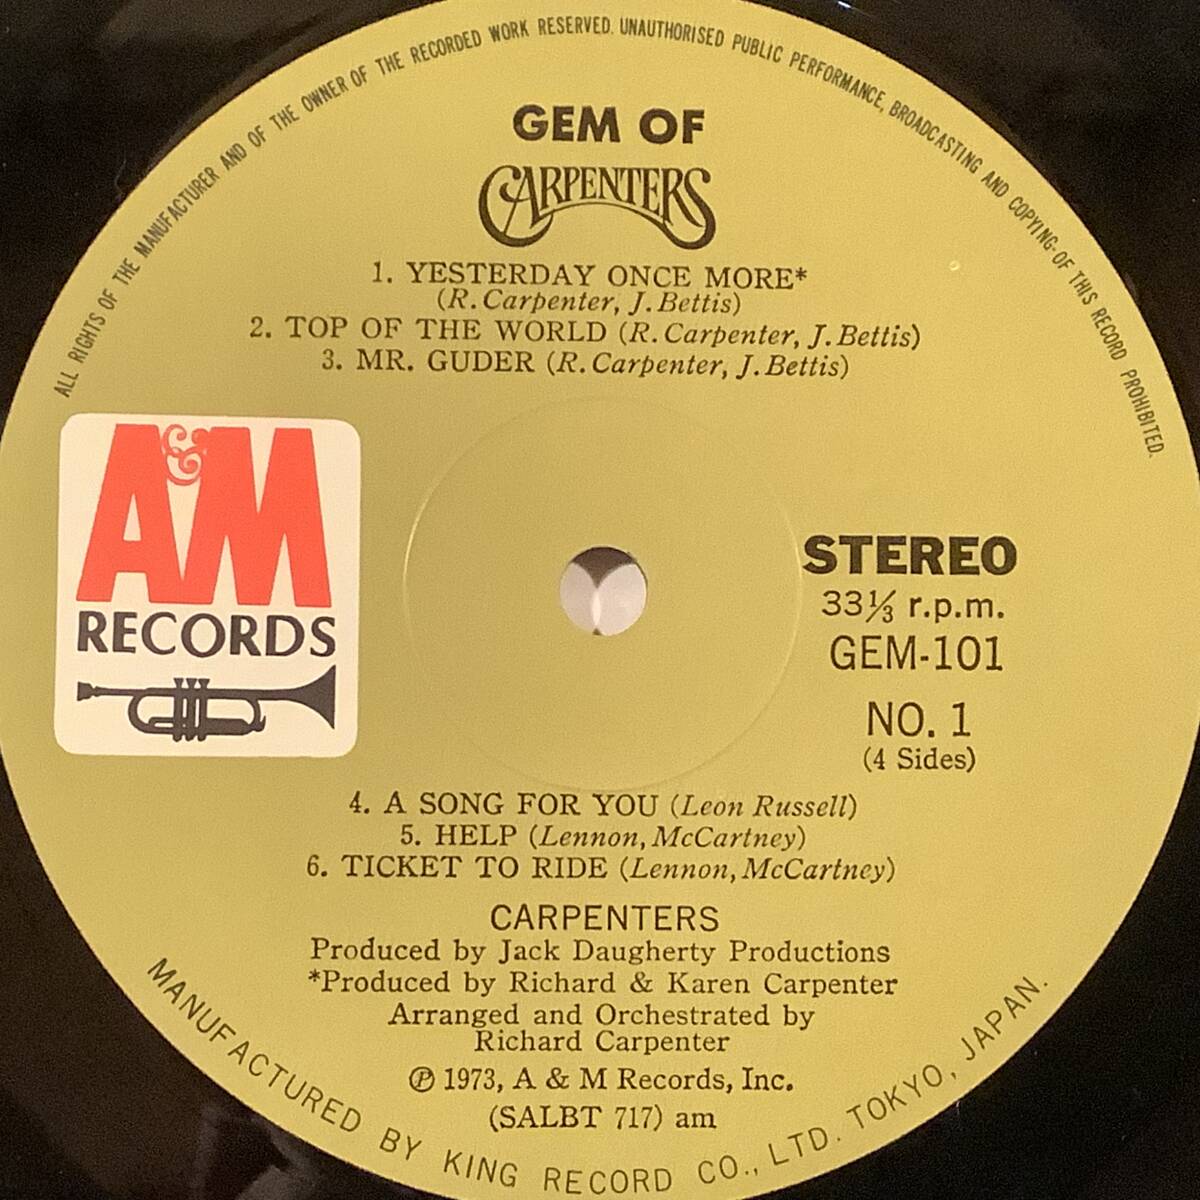 ALL RIGHTS OF THE MANUFACTURER AND OF THE OWNER OF THE RECORDED WORK RESERVED. UNAUTHORISED PUBLIC PERFORMANCE, BROADCASTING AND COPYING-OF THIS RECORD PROHIBITED.
GEM OF
CARPENTERS
1. YESTERDAY ONCE MORE*
(R. Carpenter, J. Bettis)
2. TOP OF THE WORLD (R. Carpenter, J. Bettis)
3. MR. GUDER (R. Carpenter, J. Bettis)
A&M
RECORDS
STEREO
33⅓ r.p.m.
GEM-101
NO. 1
(4 Sides)
4. A SONG FOR YOU (Leon Russell)
5. HELP (Lennon, McCartney)
6. TICKET TO RIDE (Lennon, McCartney)
CARPENTERS
Produced by Jack Daugherty Productions
*Produced by Richard & Karen Carpenter
Arranged and Orchestrated by
Richard Carpenter
℗ 1973, A & M Records, Inc.
(SALBT 717) am
MANUFACTURED BY KING RECORD CO., LTD. TOKYO, JAPAN.